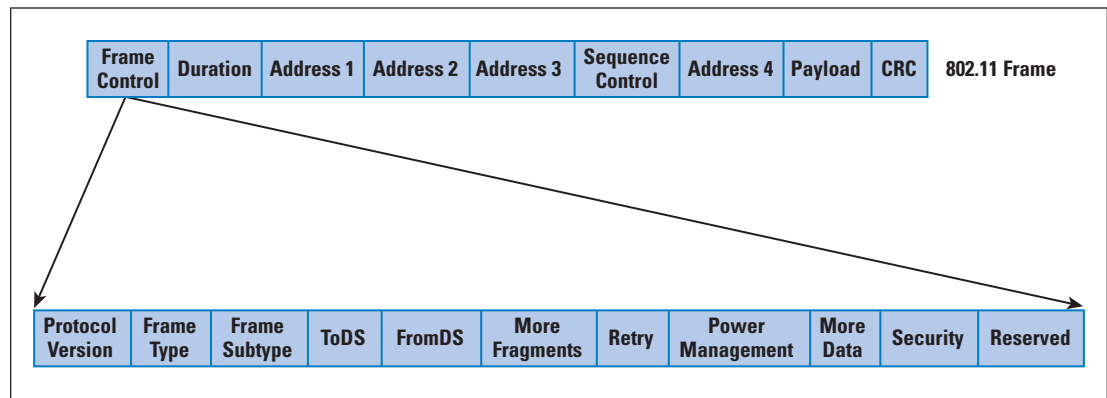 Frame Control Duration Address 1 Address 2 Address 3 Sequence Control Address 4 Payload CRC 802.11 Frame
Protocol Version Frame Type Frame Subtype ToDS FromDS More Fragments Retry Power Management More Data Security Reserved